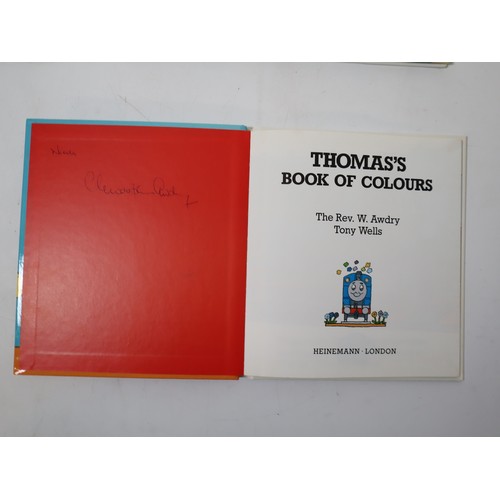 THOMAS'S
BOOK OF COLOURS
The Rev. W. Awdry
Tony Wells
HEINEMANN · LONDON